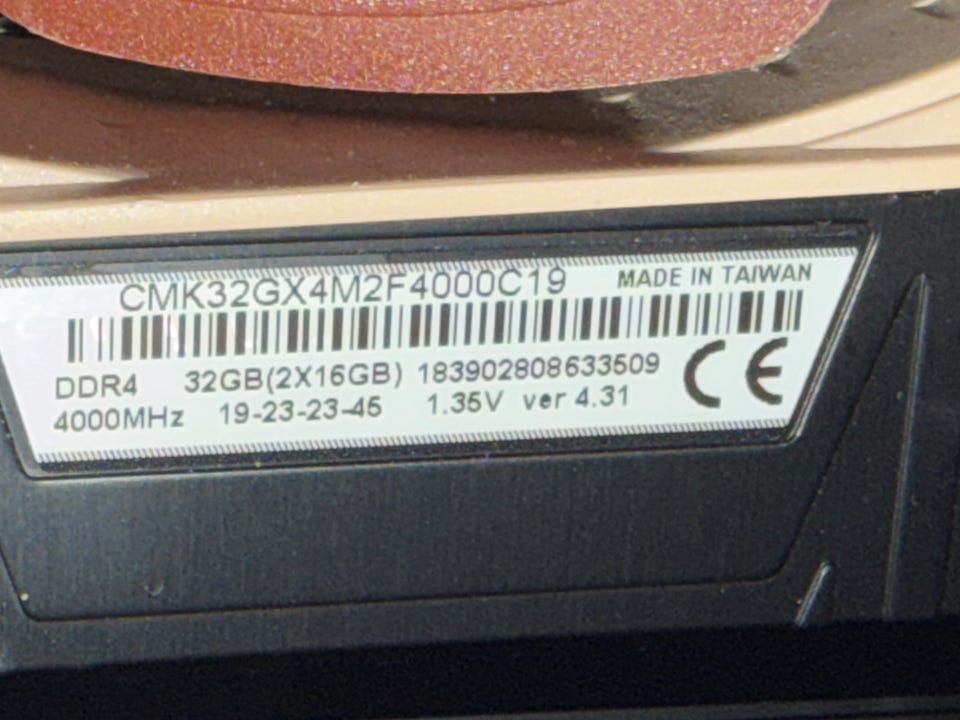 CMK32GX4M2F4000C19 MADE IN TAIWAN
DDR4 32GB(2X16GB) 183902808633509
4000MHz 19-23-23-45 1.35V ver 4.31
CE